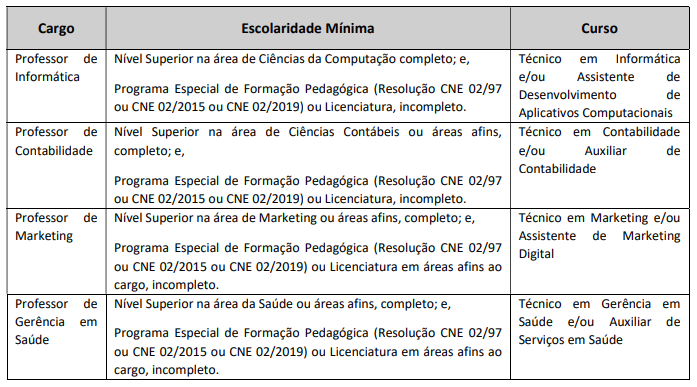 Cargo Escolaridade Mínima Curso
Professor de Informática
Nível Superior na área de Ciências da Computação completo; e,
Programa Especial de Formação Pedagógica (Resolução CNE 02/97
ou CNE 02/2015 ou CNE 02/2019) ou Licenciatura, incompleto.
Técnico em Informática
e/ou Assistente de
Desenvolvimento de
Aplicativos Computacionais
Professor de
Contabilidade
Nível Superior na área de Ciências Contábeis ou áreas afins,
completo; e,
Programa Especial de Formação Pedagógica (Resolução CNE 02/97
ou CNE 02/2015 ou CNE 02/2019) ou Licenciatura, incompleto.
Técnico em Contabilidade
e/ou Auxiliar de
Contabilidade
Professor de
Marketing
Nível Superior na área de Marketing ou áreas afins, completo; e,
Programa Especial de Formação Pedagógica (Resolução CNE 02/97
ou CNE 02/2015 ou CNE 02/2019) ou Licenciatura em áreas afins ao
cargo, incompleto.
Técnico em Marketing e/ou
Assistente de Marketing
Digital
Professor de
Gerência em
Saúde
Nível Superior na área da Saúde ou áreas afins, completo; e,
Programa Especial de Formação Pedagógica (Resolução CNE 02/97
ou CNE 02/2015 ou CNE 02/2019) ou Licenciatura em áreas afins ao
cargo, incompleto.
Técnico em Gerência em
Saúde e/ou Auxiliar de
Serviços em Saúde